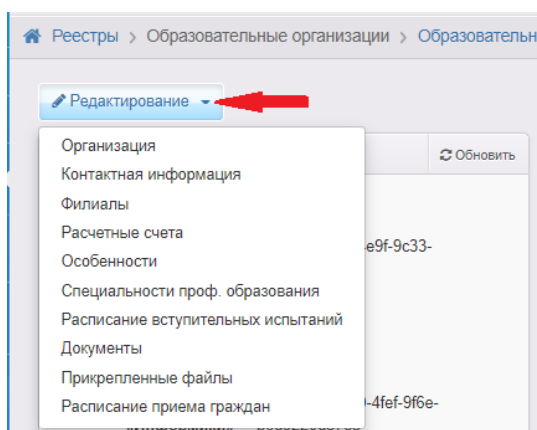 Реестры > Образовательные организации > Образовательн
Редактирование
Организация
Обновить
Контактная информация
Филиалы
Расчетные счета
e9f-9c33-
Особенности
Специальности проф. образования
Расписание вступительных испытаний
Документы
Прикрепленные файлы
-4fef-9f6e-
Расписание приема граждан